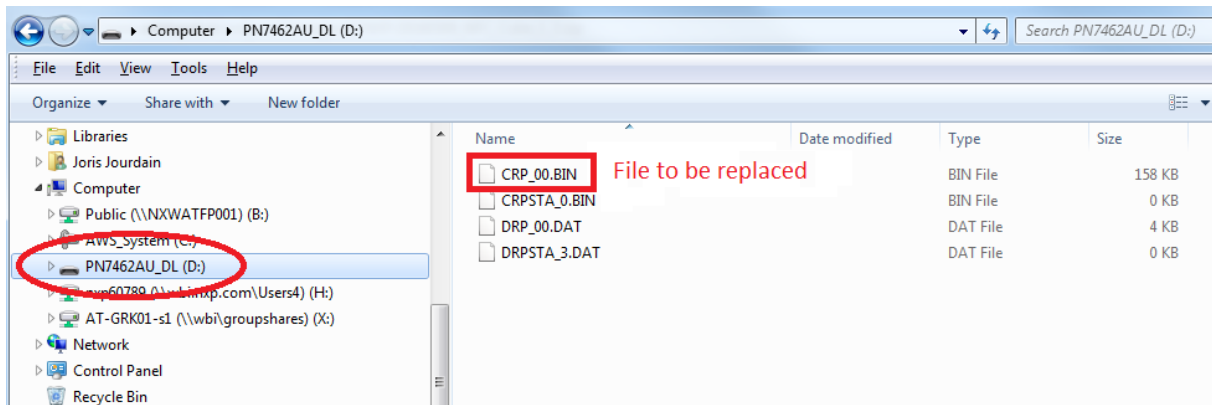 Computer ▸ PN7462AU_DL (D:)
Search PN7462AU_DL (D:)
File Edit View Tools Help
Organize Share with New folder
Libraries
Joris Jourdain
Computer
Public (\\NXWATFP001) (B:)
AWS_System (C:)
PN7462AU_DL (D:)
(H:)
AT-GRK01-s1 (\\wbi\groupshares) (X:)
Network
Control Panel
Recycle Bin
Name Date modified Type Size
CRP_00.BIN File to be replaced BIN File 158 KB
CRPSTA_0.BIN BIN File 0 KB
DRP_00.DAT DAT File 4 KB
DRPSTA_3.DAT DAT File 0 KB